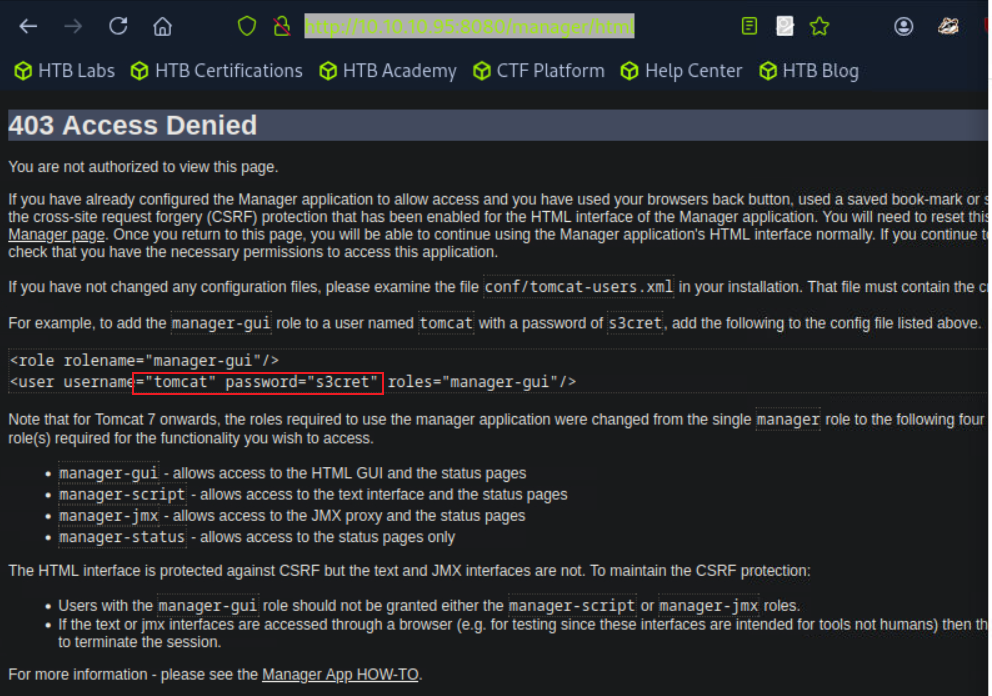 http://10.10.10.95:8080/manager/html
HTB Labs HTB Certifications HTB Academy CTF Platform Help Center HTB Blog
403 Access Denied
You are not authorized to view this page.
If you have already configured the Manager application to allow access and you have used your browsers back button, used a saved book-mark or
the cross-site request forgery (CSRF) protection that has been enabled for the HTML interface of the Manager application. You will need to reset this
Manager page. Once you return to this page, you will be able to continue using the Manager application's HTML interface normally. If you continue
check that you have the necessary permissions to access this application.
If you have not changed any configuration files, please examine the file conf/tomcat-users.xml in your installation. That file must contain the
For example, to add the manager-gui role to a user named tomcat with a password of s3cret, add the following to the config file listed above.
<role rolename="manager-gui"/>
<user username="tomcat" password="s3cret" roles="manager-gui"/>
Note that for Tomcat 7 onwards, the roles required to use the manager application were changed from the single manager role to the following four
role(s) required for the functionality you wish to access.
• manager-gui - allows access to the HTML GUI and the status pages
• manager-script - allows access to the text interface and the status pages
• manager-jmx - allows access to the JMX proxy and the status pages
• manager-status - allows access to the status pages only
The HTML interface is protected against CSRF but the text and JMX interfaces are not. To maintain the CSRF protection:
• Users with the manager-gui role should not be granted either the manager-script or manager-jmx roles.
• If the text or jmx interfaces are accessed through a browser (e.g. for testing since these interfaces are intended for tools not humans) then
to terminate the session.
For more information - please see the Manager App HOW-TO.